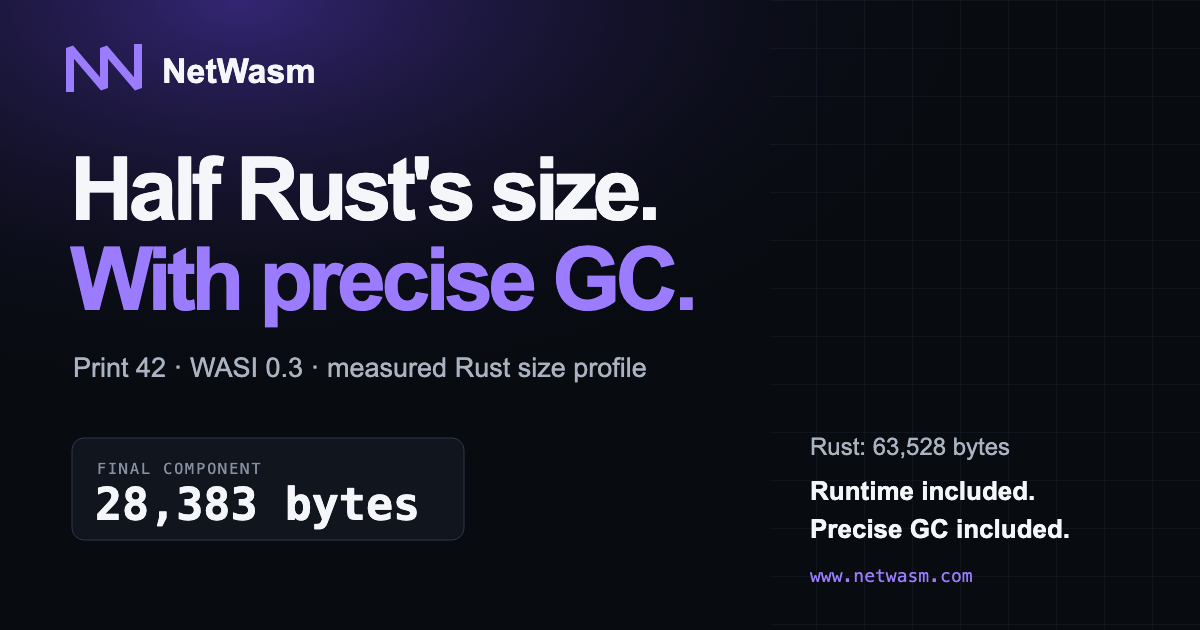 NetWasm
Half Rust's size.
With precise GC.
Print 42 · WASI 0.3 · measured Rust size profile
FINAL COMPONENT
28,383 bytes
Rust: 63,528 bytes
Runtime included.
Precise GC included.
www.netwasm.com